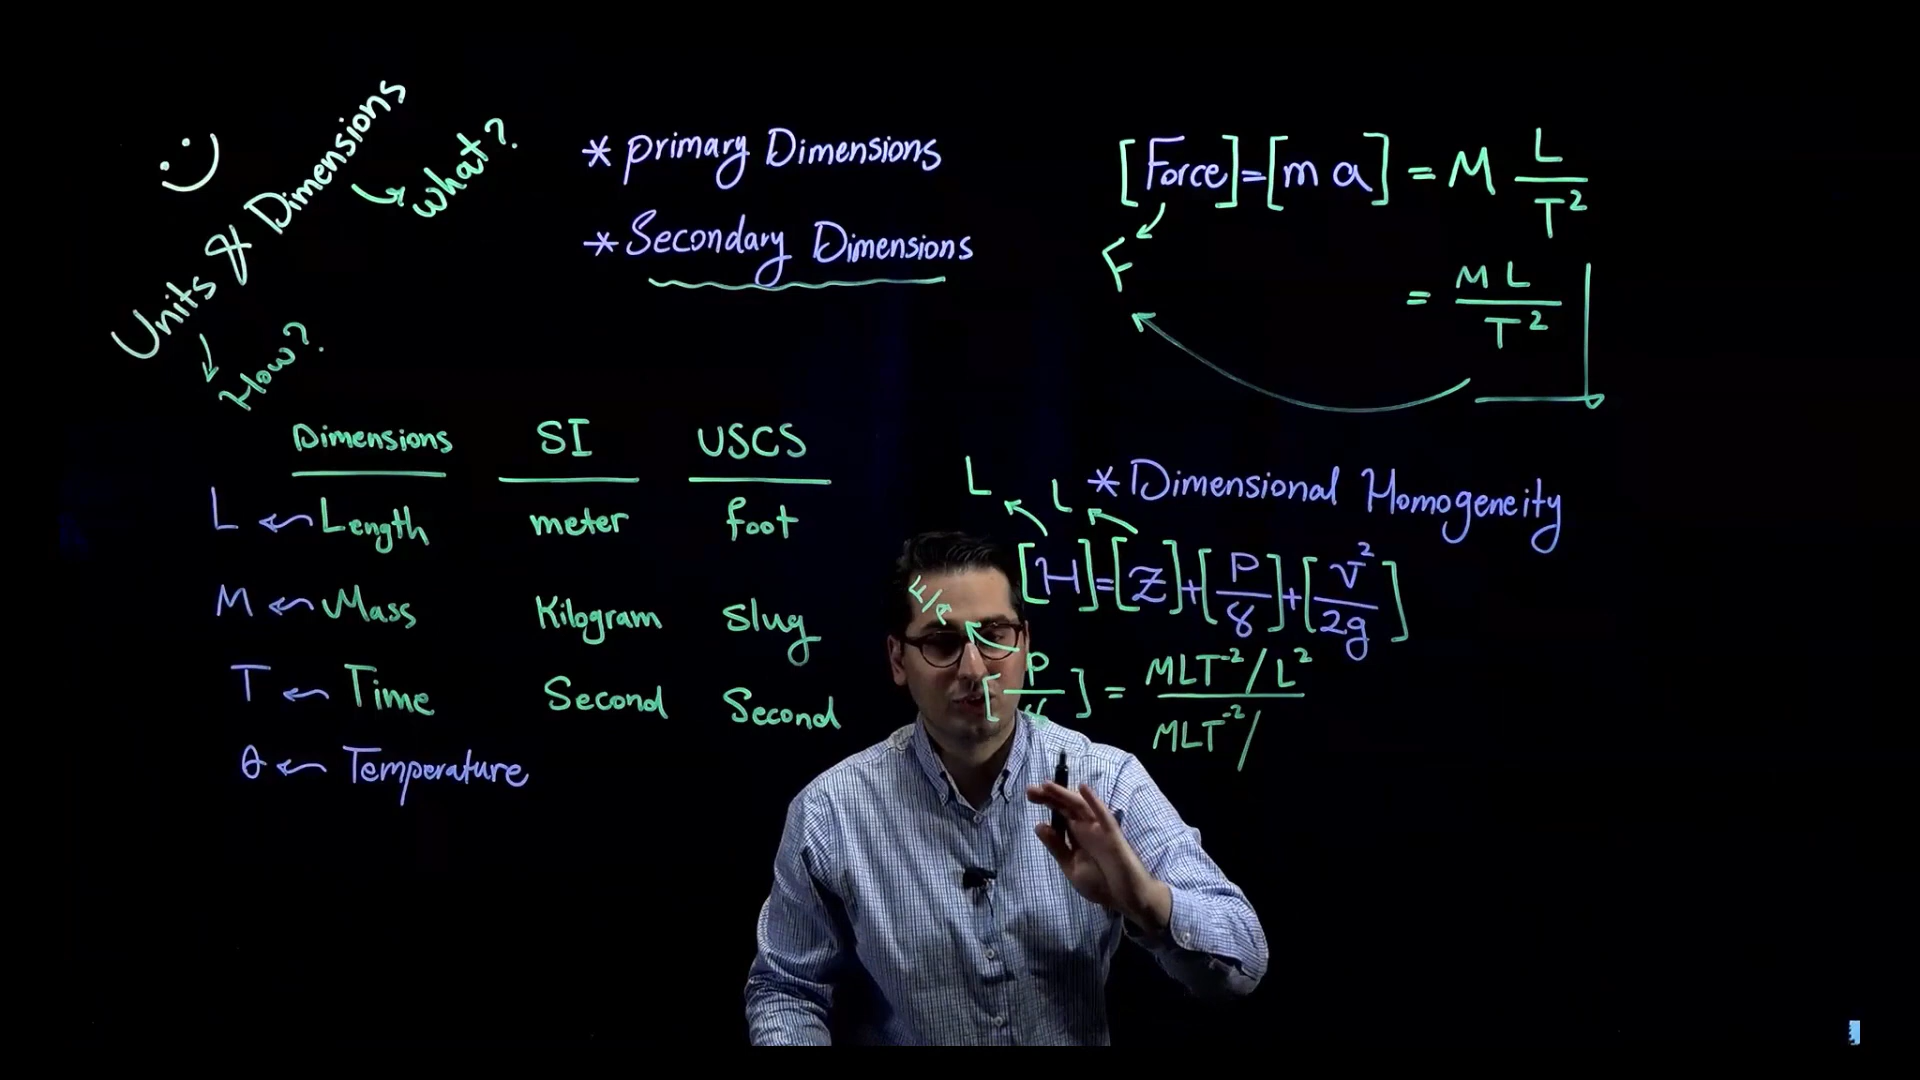 Units & Dimensions
What?
How?
* Primary Dimensions
* Secondary Dimensions
[Force] = [m a] = M L/T²
F
= ML/T²
Dimensions SI USCS
L ← Length meter foot
M ← Mass Kilogram Slug
T ← Time Second Second
θ ← Temperature
* Dimensional Homogeneity
L L
[H] = [Z] + [P/γ] + [V²/2g]
F/A
[P/γ] = MLT⁻²/L²
MLT⁻²/